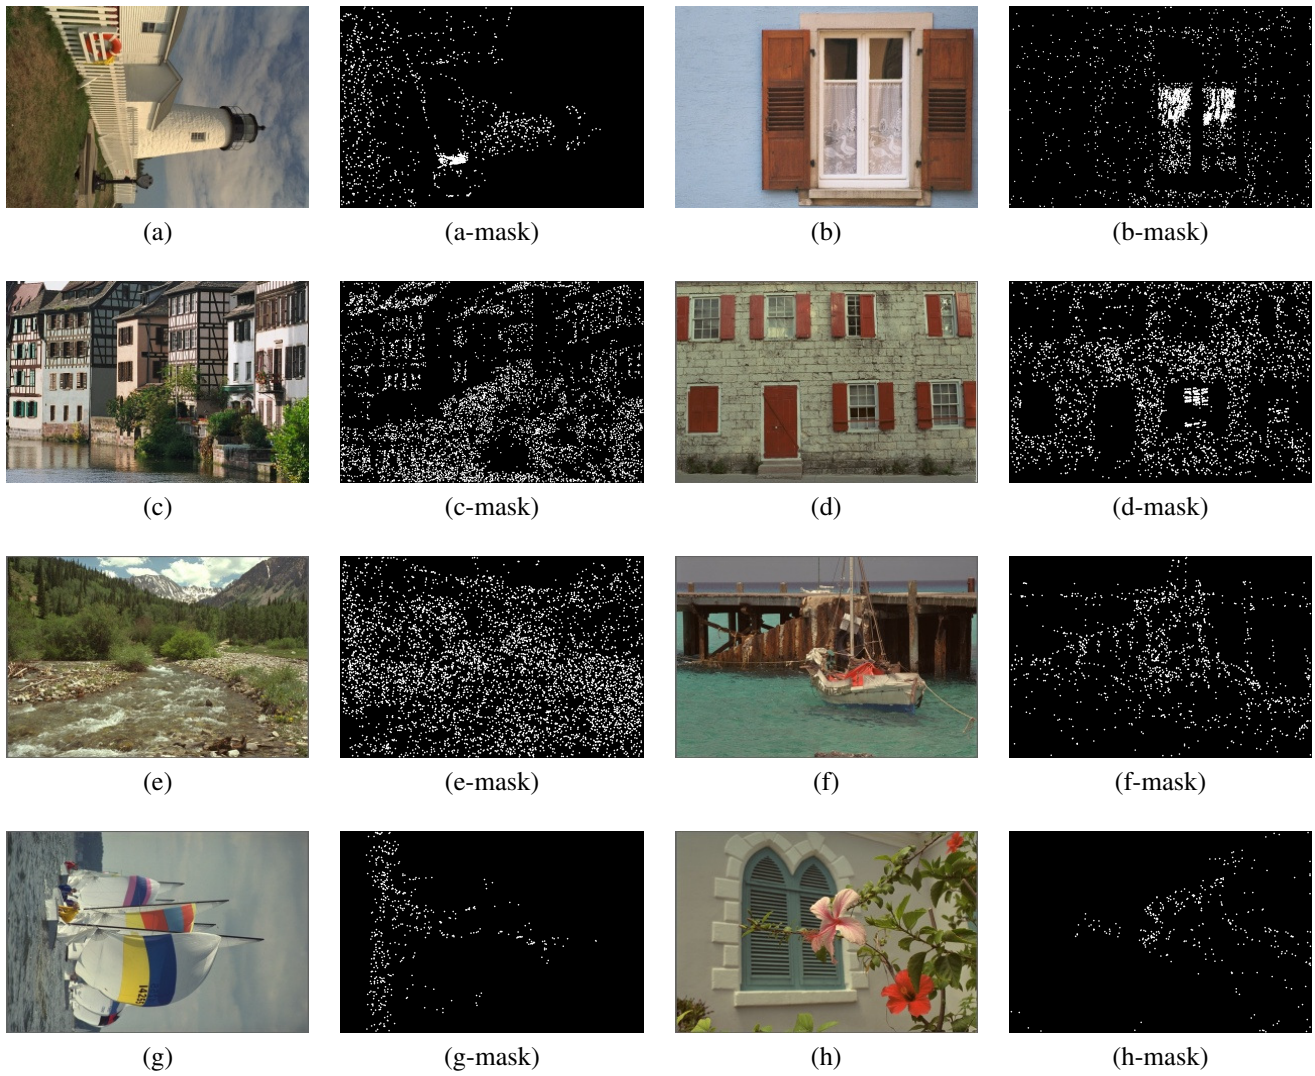 (a) (a-mask) (b) (b-mask)
(c) (c-mask) (d) (d-mask)
(e) (e-mask) (f) (f-mask)
(g) (g-mask) (h) (h-mask)